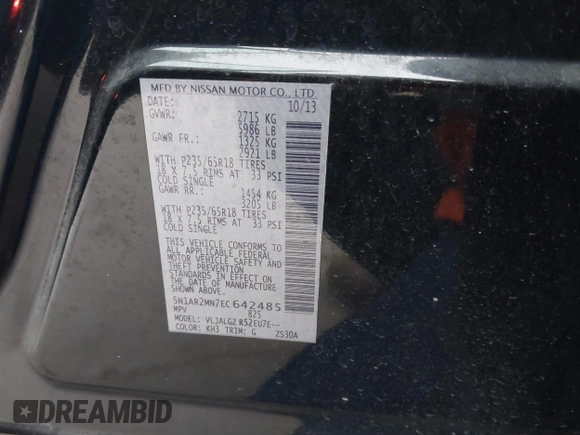 MFD BY NISSAN MOTOR CO., LTD.
DATE: 10/13
GVWR: 2715 KG
5986 LB
GAWR FR.: 1325 KG
2921 LB
WITH P235/65R18 TIRES
18 X 7.5 RIMS AT 33 PSI
COLD SINGLE
GAWR RR.: 1454 KG
3205 LB
WITH P235/65R18 TIRES
18 X 7.5 RIMS AT 33 PSI
COLD SINGLE
THIS VEHICLE CONFORMS TO
ALL APPLICABLE FEDERAL
MOTOR VEHICLE SAFETY AND
THEFT PREVENTION
STANDARDS IN EFFECT ON
THE DATE OF MANUFACTURE
5N1AR2MN7EC642485
MPV 825
MODEL: VLJALGZ R52EU7E--
COLOR: KH3 TRIM: G ZS30A
DREAMBID